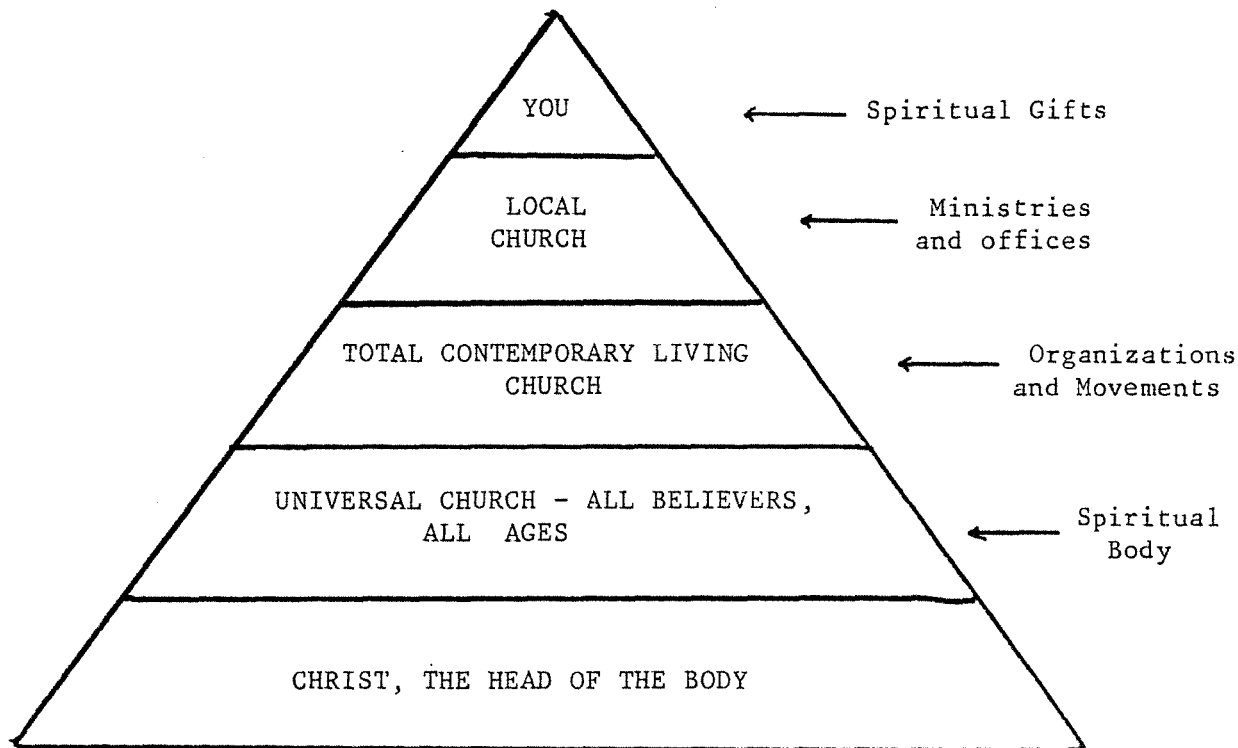 YOU
Spiritual Gifts
LOCAL
CHURCH
Ministries
and offices
TOTAL CONTEMPORARY LIVING
CHURCH
Organizations
and Movements
UNIVERSAL CHURCH - ALL BELIEVERS,
ALL AGES
Spiritual
Body
CHRIST, THE HEAD OF THE BODY